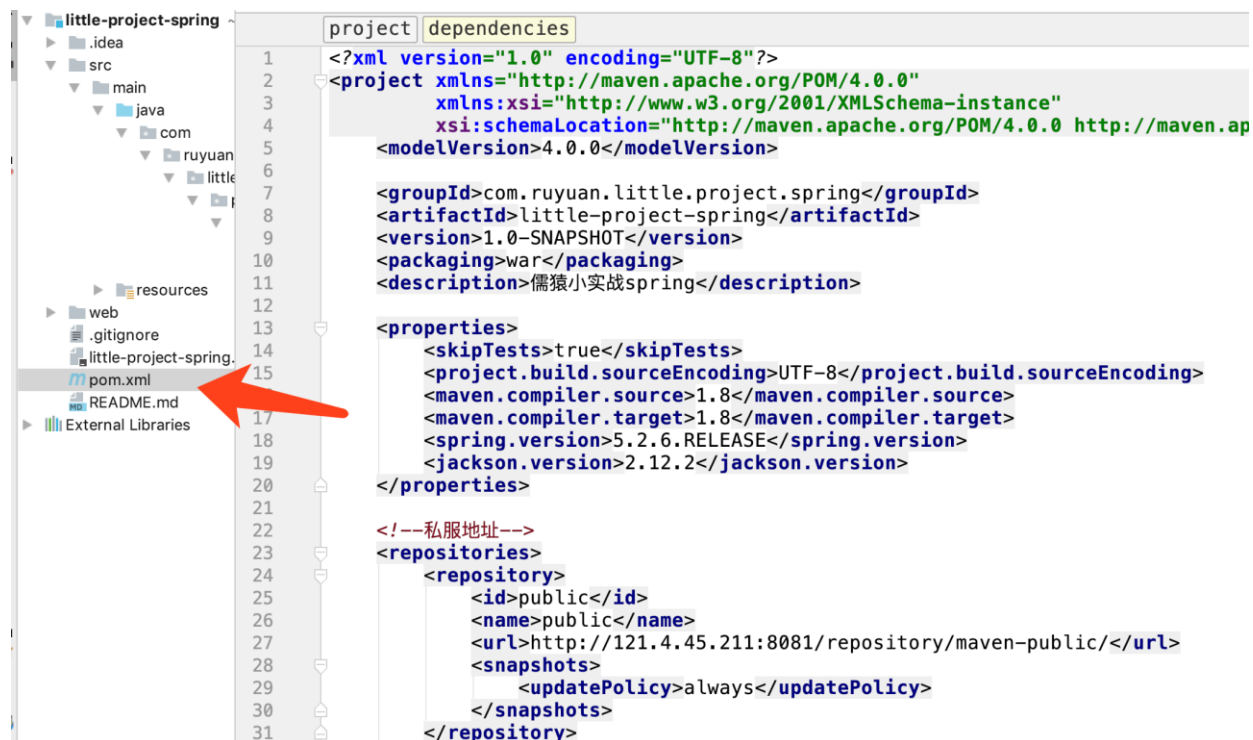 little-project-spring
.idea
src
main
java
com
ruyuan
little
resources
web
.gitignore
little-project-spring.
pom.xml
README.md
External Libraries
project dependencies
1 <?xml version="1.0" encoding="UTF-8"?>
2 <project xmlns="http://maven.apache.org/POM/4.0.0"
3 xmlns:xsi="http://www.w3.org/2001/XMLSchema-instance"
4 xsi:schemaLocation="http://maven.apache.org/POM/4.0.0 http://maven.ap
5 <modelVersion>4.0.0</modelVersion>
6
7 <groupId>com.ruyuan.little.project.spring</groupId>
8 <artifactId>little-project-spring</artifactId>
9 <version>1.0-SNAPSHOT</version>
10 <packaging>war</packaging>
11 <description>儒猿小实战spring</description>
12
13 <properties>
14 <skipTests>true</skipTests>
15 <project.build.sourceEncoding>UTF-8</project.build.sourceEncoding>
<maven.compiler.source>1.8</maven.compiler.source>
17 <maven.compiler.target>1.8</maven.compiler.target>
18 <spring.version>5.2.6.RELEASE</spring.version>
19 <jackson.version>2.12.2</jackson.version>
20 </properties>
21
22 <!--私服地址-->
23 <repositories>
24 <repository>
25 <id>public</id>
26 <name>public</name>
27 <url>http://121.4.45.211:8081/repository/maven-public/</url>
28 <snapshots>
29 <updatePolicy>always</updatePolicy>
30 </snapshots>
31 </repository>